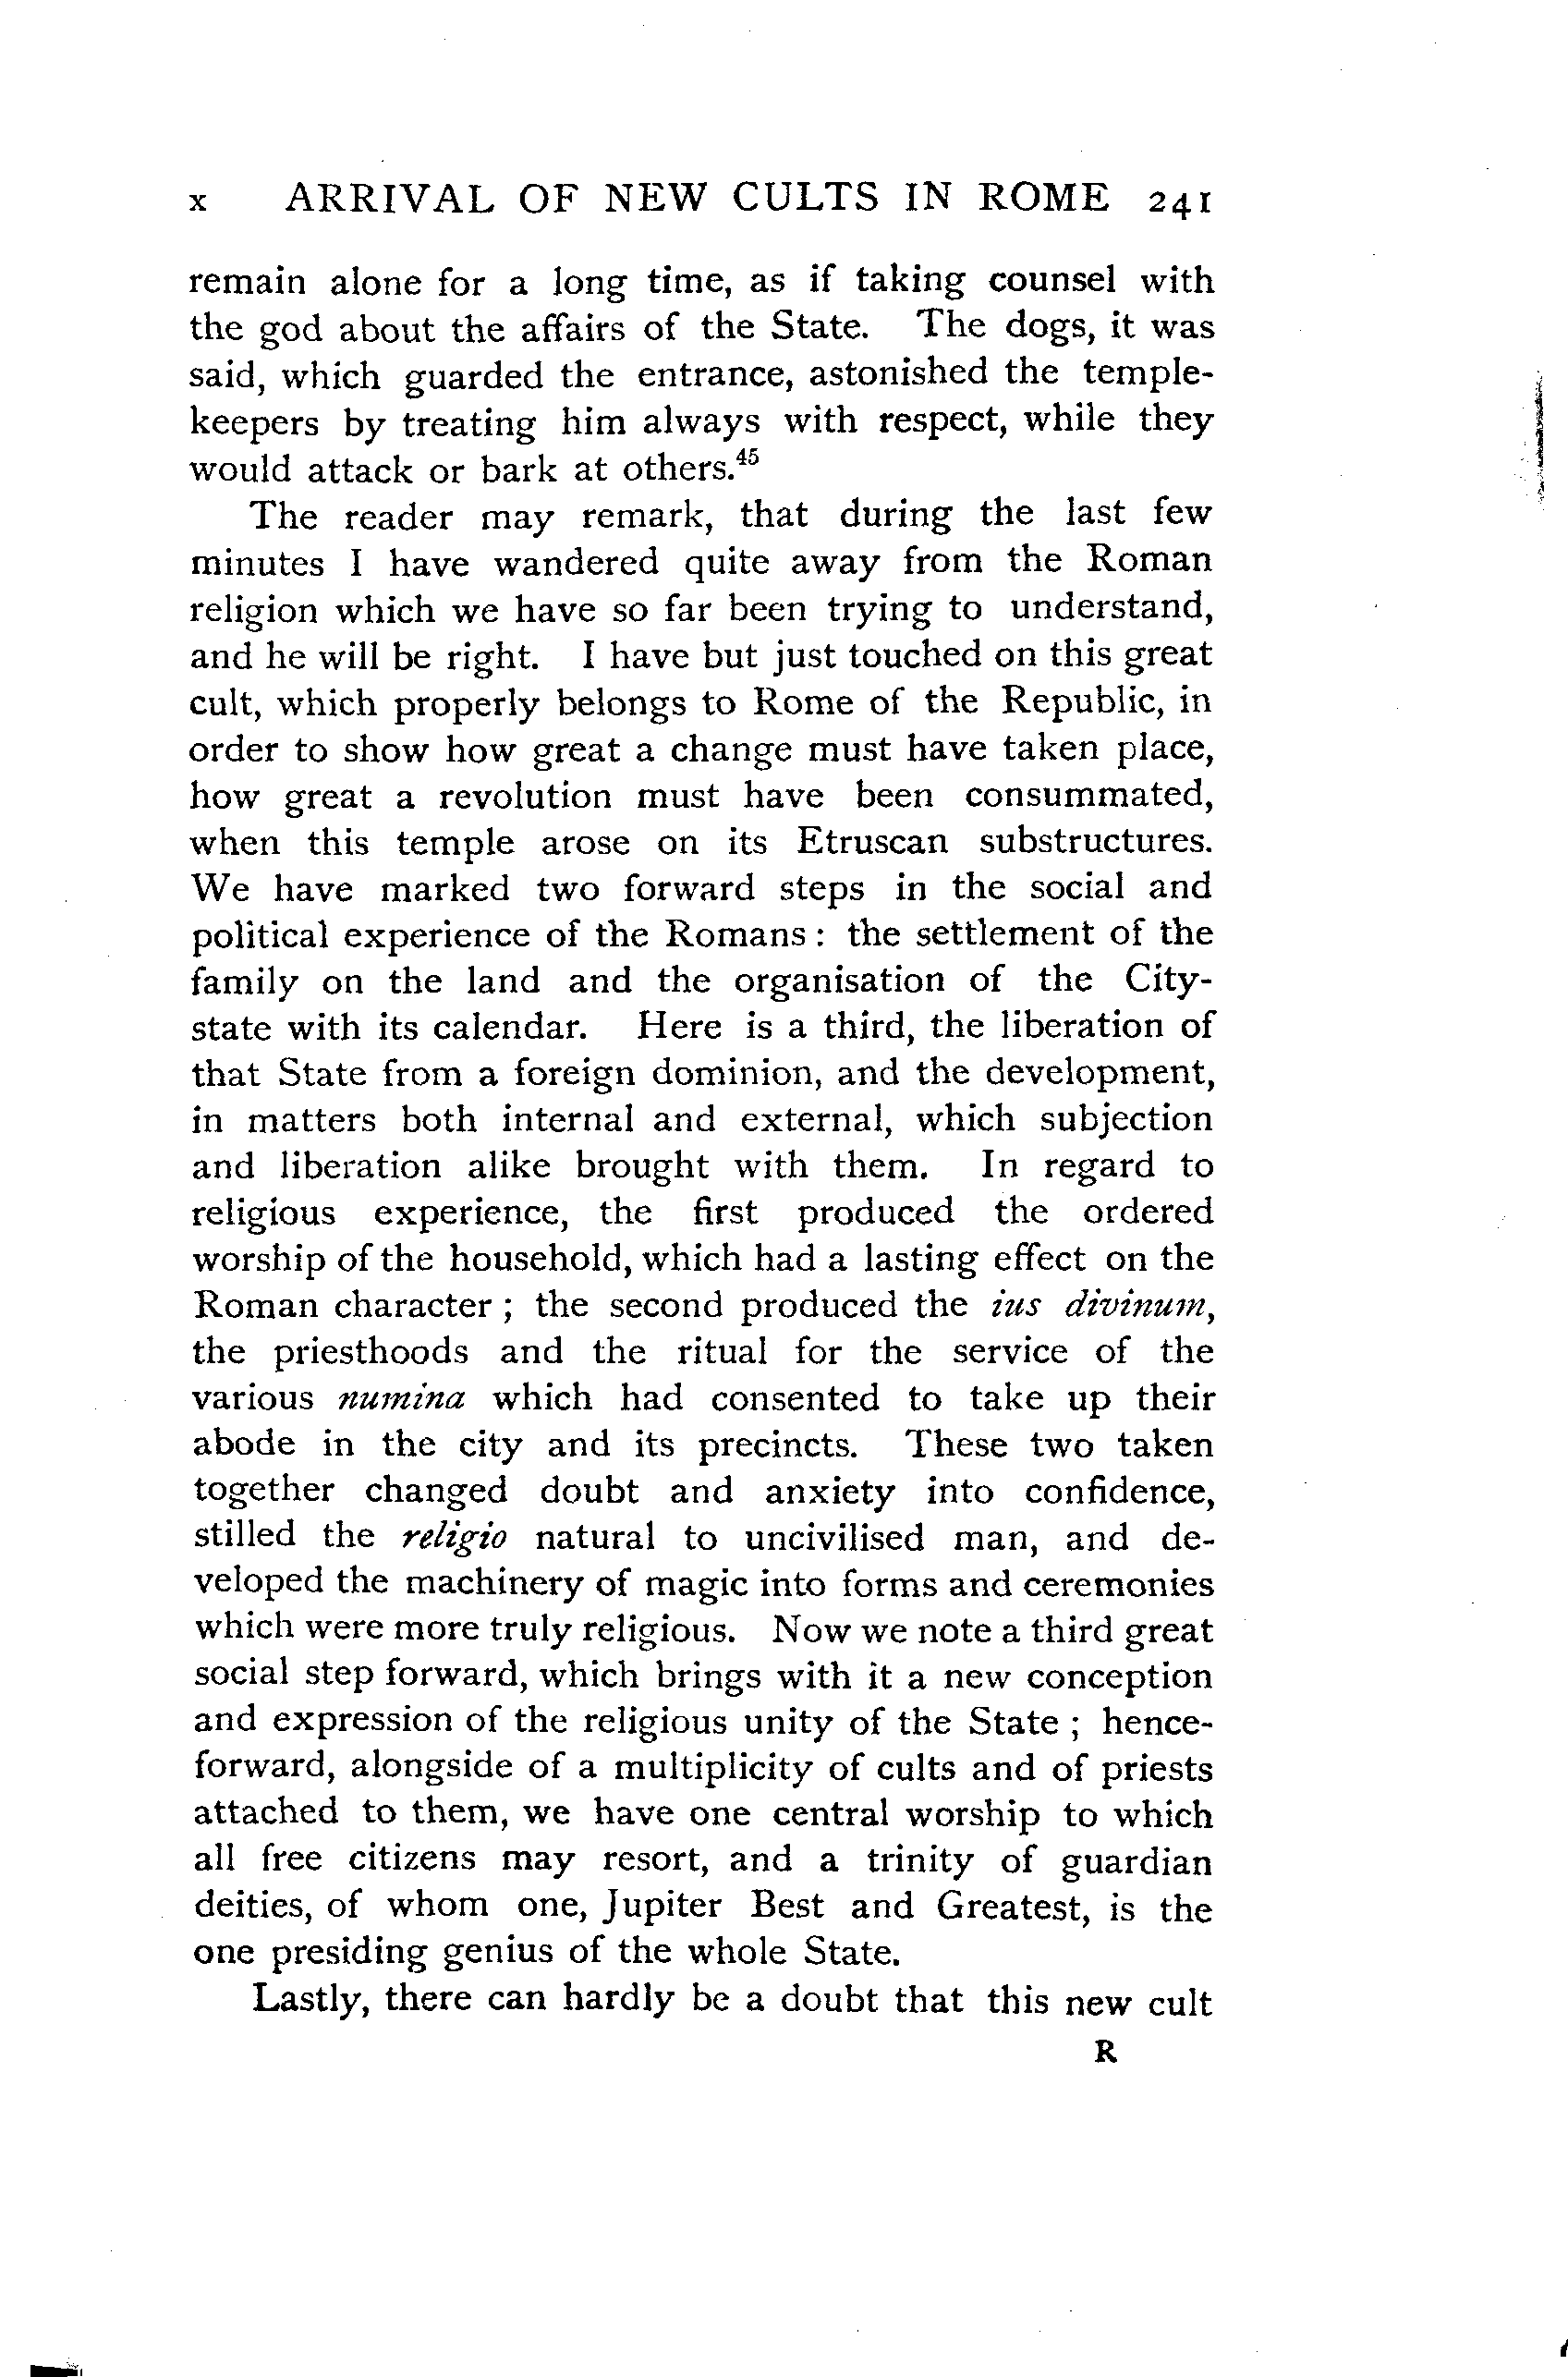 x ARRIVAL OF NEW CULTS IN ROME 241
remain alone for a long time, as if taking counsel with
the god about the affairs of the State. The dogs, it was
said, which guarded the entrance, astonished the temple-
keepers by treating him always with respect, while they
would attack or bark at others.⁴⁵
The reader may remark, that during the last few
minutes I have wandered quite away from the Roman
religion which we have so far been trying to understand,
and he will be right. I have but just touched on this great
cult, which properly belongs to Rome of the Republic, in
order to show how great a change must have taken place,
how great a revolution must have been consummated,
when this temple arose on its Etruscan substructures.
We have marked two forward steps in the social and
political experience of the Romans : the settlement of the
family on the land and the organisation of the City-
state with its calendar. Here is a third, the liberation of
that State from a foreign dominion, and the development,
in matters both internal and external, which subjection
and liberation alike brought with them. In regard to
religious experience, the first produced the ordered
worship of the household, which had a lasting effect on the
Roman character ; the second produced the ius divinum,
the priesthoods and the ritual for the service of the
various numina which had consented to take up their
abode in the city and its precincts. These two taken
together changed doubt and anxiety into confidence,
stilled the religio natural to uncivilised man, and de-
veloped the machinery of magic into forms and ceremonies
which were more truly religious. Now we note a third great
social step forward, which brings with it a new conception
and expression of the religious unity of the State ; hence-
forward, alongside of a multiplicity of cults and of priests
attached to them, we have one central worship to which
all free citizens may resort, and a trinity of guardian
deities, of whom one, Jupiter Best and Greatest, is the
one presiding genius of the whole State.
Lastly, there can hardly be a doubt that this new cult
R